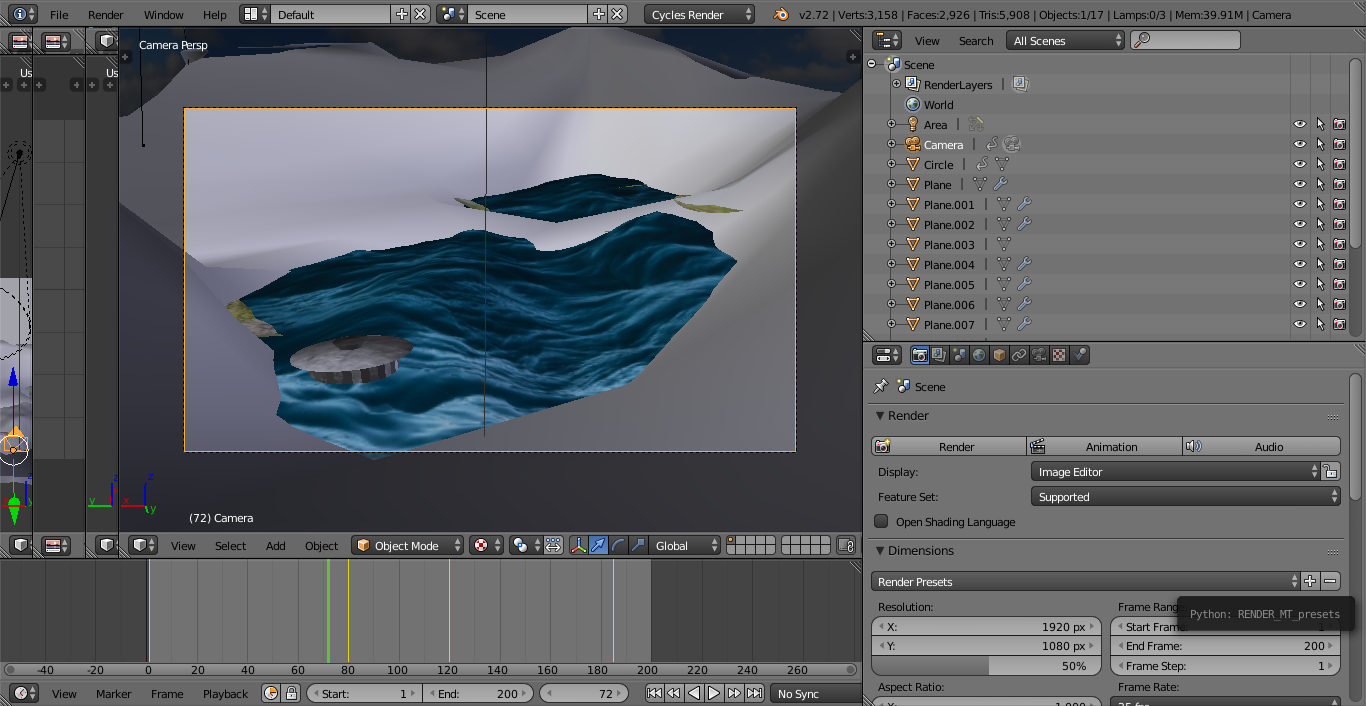 File Render Window Help Default Scene Cycles Render v2.72 | Verts:3,158 | Faces:2,926 | Tris:5,908 | Objects:1/17 | Lamps:0/3 | Mem:39.91M | Camera
View Search All Scenes
Camera Persp
Us
Us
Scene
RenderLayers
World
Area
Camera
Circle
Plane
Plane.001
Plane.002
Plane.003
Plane.004
Plane.005
Plane.006
Plane.007
Scene
Render
Render Animation Audio
Display: Image Editor
Feature Set: Supported
Open Shading Language
Dimensions
Render Presets
Python: RENDER_MT_presets
Resolution: Frame Rang
X: 1920 px Start Frame: 1
Y: 1080 px End Frame: 200
50% Frame Step: 1
Aspect Ratio: Frame Rate:
X: 1.000 25 fps
z
y
z
y
x
z
y
(72) Camera
View Select Add Object Object Mode Global
-40 -20 0 20 40 60 80 100 120 140 160 180 200 220 240 260
View Marker Frame Playback Start: 1 End: 200 72 No Sync